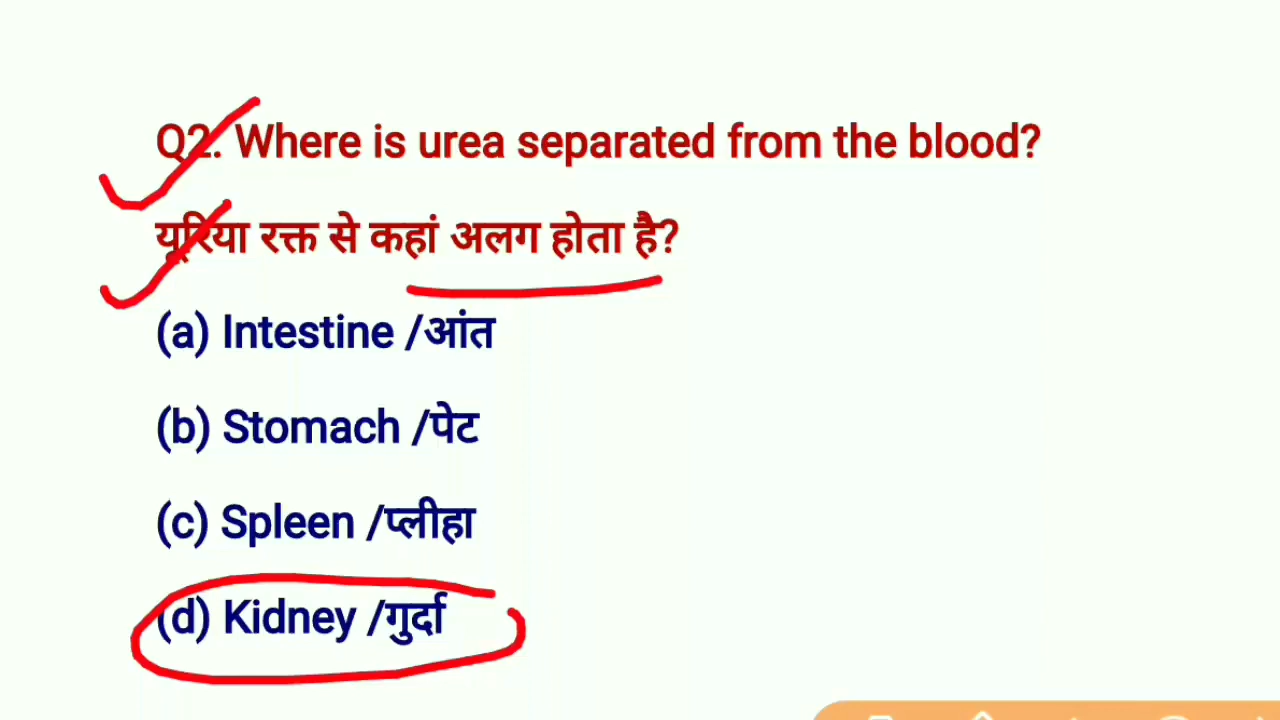 Q2. Where is urea separated from the blood?
यूरिया रक्त से कहां अलग होता है?
(a) Intestine /आंत
(b) Stomach /पेट
(c) Spleen /प्लीहा
(d) Kidney /गुर्दा